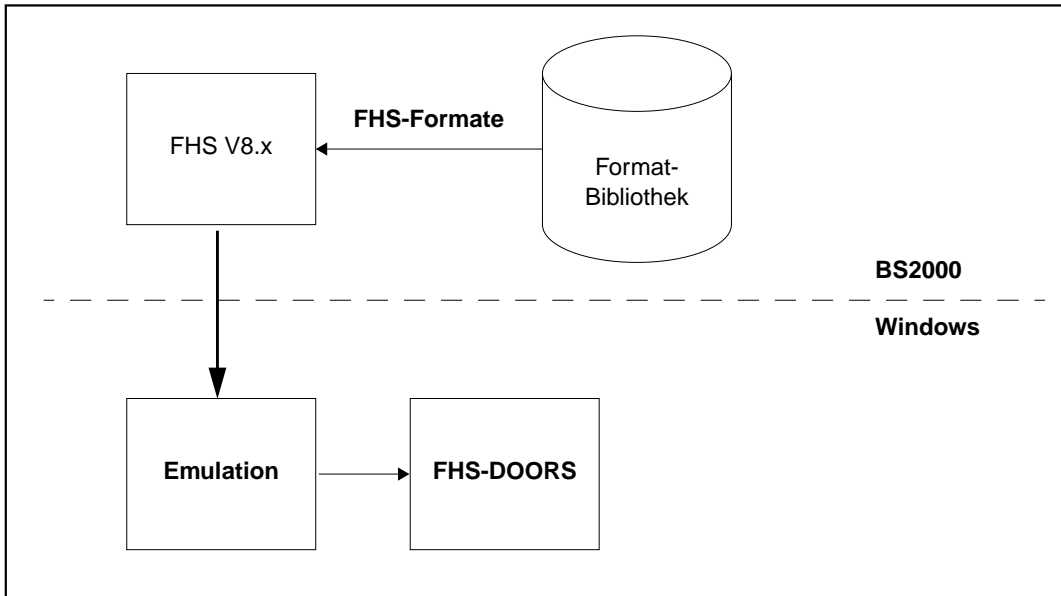 FHS-Formate
FHS V8.x
Format-
Bibliothek
BS2000
Windows
Emulation
FHS-DOORS